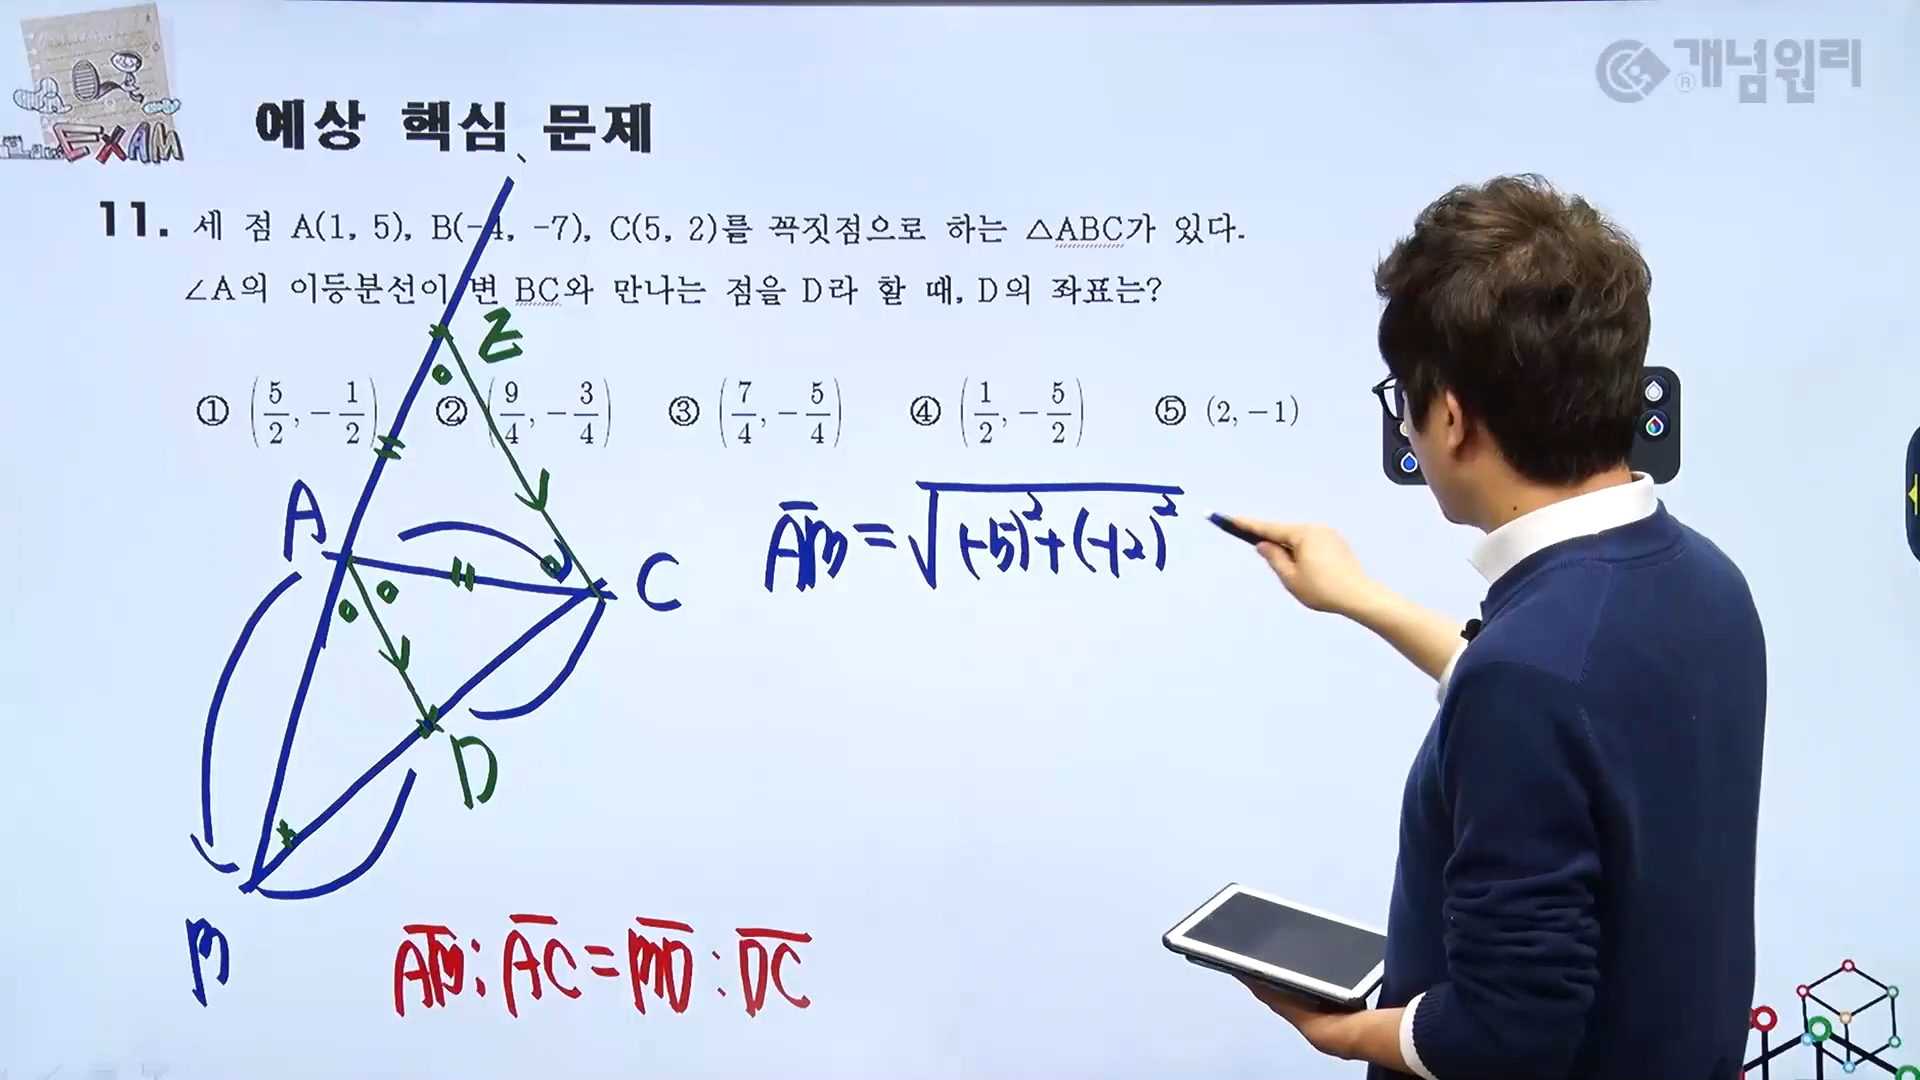 개념원리
EXAM
예상 핵심 문제
11. 세 점 A(1, 5), B(-4, -7), C(5, 2)를 꼭짓점으로 하는 △ABC가 있다.
∠A의 이등분선이 변 BC와 만나는 점을 D라 할 때, D의 좌표는?
① (5/2, -1/2) ② (9/4, -3/4) ③ (7/4, -5/4) ④ (1/2, -5/2) ⑤ (2, -1)
E
A
C
AB = √(-5)²+(-12)²
D
B
AB : AC = BD : DC